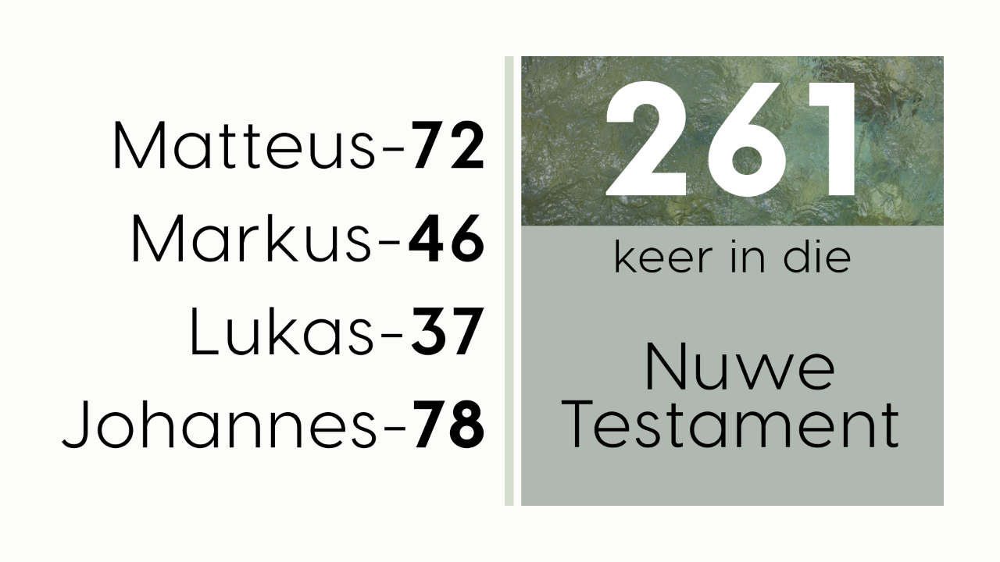 Matteus-72
Markus-46
Lukas-37
Johannes-78
261
keer in die
Nuwe
Testament